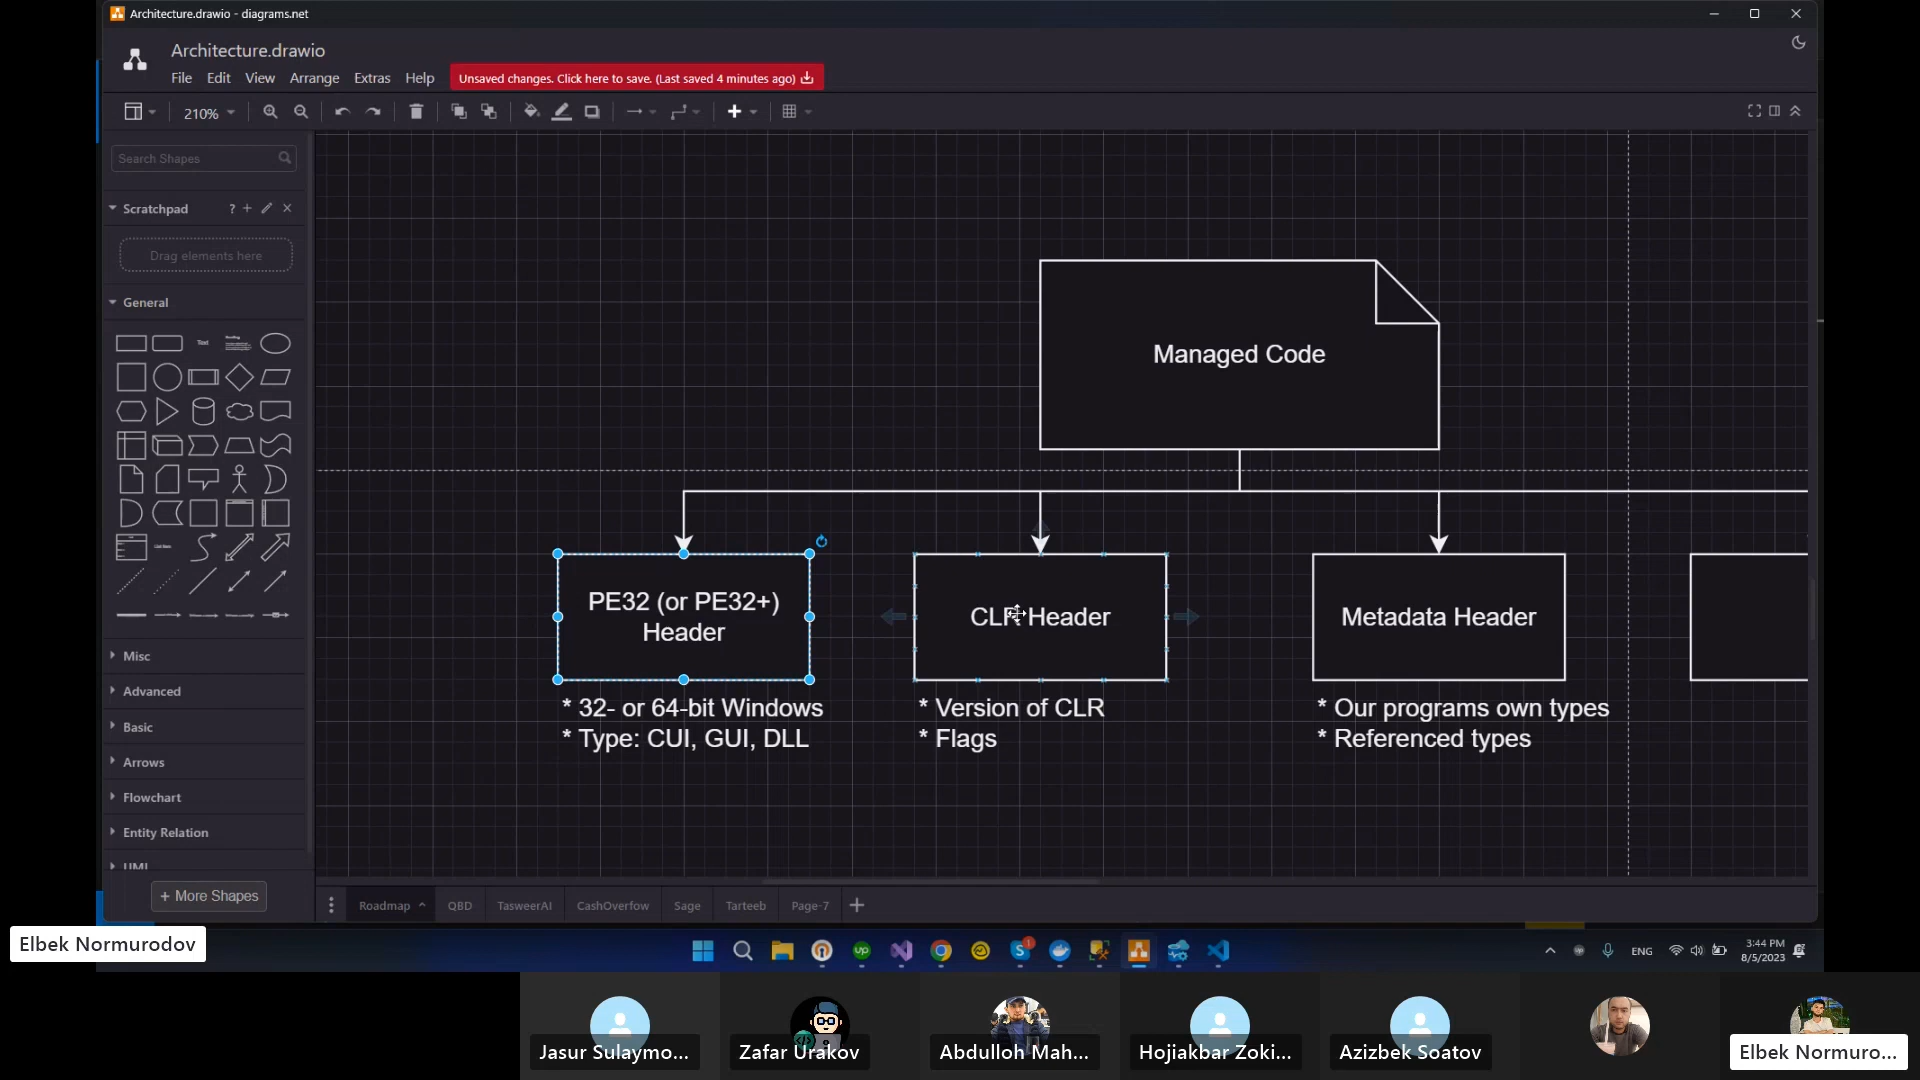 Architecture.drawio - diagrams.net
Architecture.drawio
File Edit View Arrange Extras Help
Unsaved changes. Click here to save. (Last saved 4 minutes ago)
210%
Search Shapes
Scratchpad
? + ×
Drag elements here
General
Text
Misc
Advanced
Basic
Arrows
Flowchart
Entity Relation
UML
+ More Shapes
Managed Code
PE32 (or PE32+)
Header
CLR Header
Metadata Header
* 32- or 64-bit Windows
* Type: CUI, GUI, DLL
* Version of CLR
* Flags
* Our programs own types
* Referenced types
Roadmap QBD TasweerAI CashOverfow Sage Tarteeb Page-7
Elbek Normurodov
up
S 1
ENG
3:44 PM
8/5/2023
Jasur Sulaymo...
Zafar Urakov
Abdulloh Mah...
Hojiakbar Zoki...
Azizbek Soatov
Elbek Normuro...